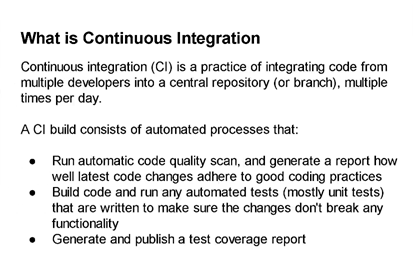 What is Continuous Integration
Continuous integration (CI) is a practice of integrating code from
multiple developers into a central repository (or branch), multiple
times per day.
A CI build consists of automated processes that:
● Run automatic code quality scan, and generate a report how
well latest code changes adhere to good coding practices
● Build code and run any automated tests (mostly unit tests)
that are written to make sure the changes don't break any
functionality
● Generate and publish a test coverage report